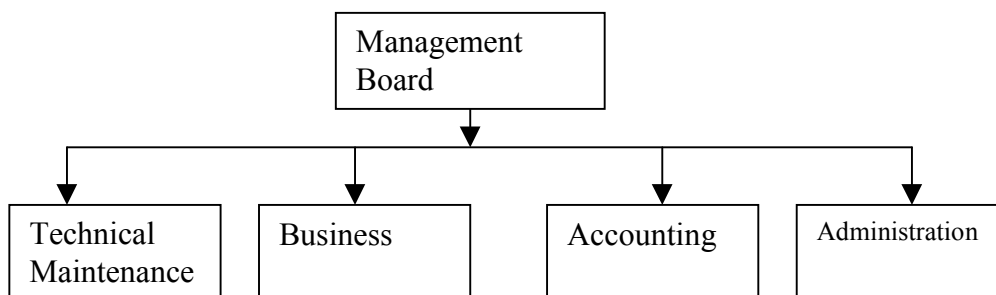 Management
Board
Technical
Maintenance
Business
Accounting
Administration